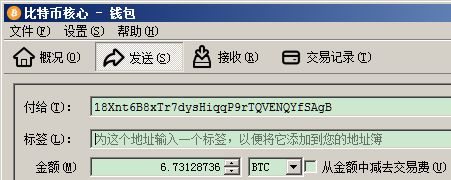 比特币核心 - 钱包
文件(F) 设置(S) 帮助(H)
概况(O) 发送(S) 接收(R) 交易记录(T)
付给(T): 18Xnt6B8xTr7dysHiqqP9rTQVENQYfSAgB
标签(L): 为这个地址输入一个标签，以便将它添加到您的地址簿
金额(M) 6.73128736 BTC 从金额中减去交易费(U)